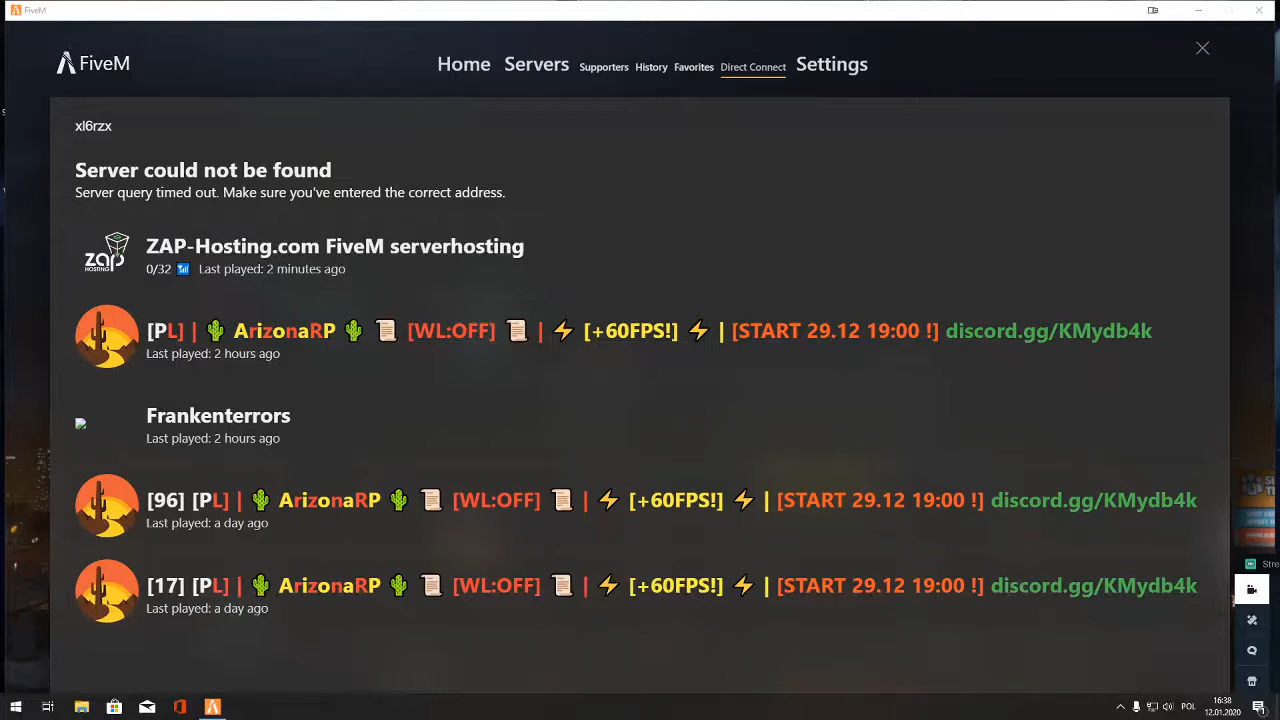 FiveM
FiveM
Home Servers Supporters History Favorites Direct Connect Settings
xl6rzx
Server could not be found
Server query timed out. Make sure you've entered the correct address.
ZAP HOSTING
ZAP-Hosting.com FiveM serverhosting
0/32 Last played: 2 minutes ago
[PL] | 🌵 ArizonaRP 🌵 📜 [WL:OFF] 📜 | ⚡ [+60FPS!] ⚡ | [START 29.12 19:00 !] discord.gg/KMydb4k
Last played: 2 hours ago
Frankenterrors
Last played: 2 hours ago
[96] [PL] | 🌵 ArizonaRP 🌵 📜 [WL:OFF] 📜 | ⚡ [+60FPS!] ⚡ | [START 29.12 19:00 !] discord.gg/KMydb4k
Last played: a day ago
Stre
[17] [PL] | 🌵 ArizonaRP 🌵 📜 [WL:OFF] 📜 | ⚡ [+60FPS!] ⚡ | [START 29.12 19:00 !] discord.gg/KMydb4k
Last played: a day ago
POL
16:38
12.01.2020